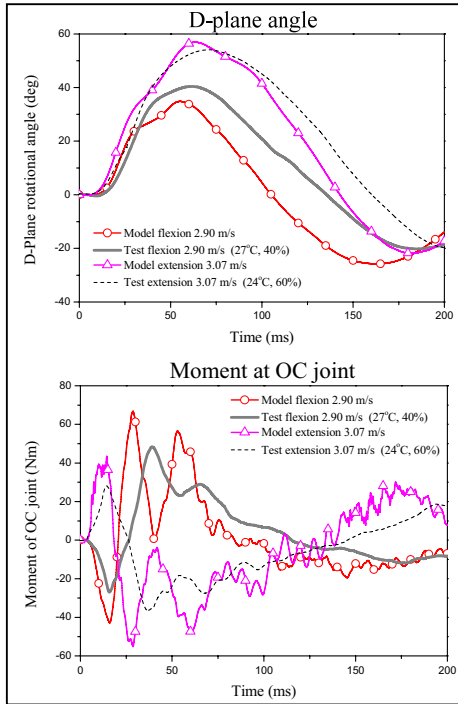 D-plane angle
60
40
20
0
-20
-40
D-Plane rotational angle (deg)
Model flexion 2.90 m/s
Test flexion 2.90 m/s (27°C, 40%)
Model extension 3.07 m/s
Test extension 3.07 m/s (24°C, 60%)
0 50 100 150 200
Time (ms)
Moment at OC joint
80
60
40
20
0
-20
-40
-60
Moment of OC joint (Nm)
Model flexion 2.90 m/s
Test flexion 2.90 m/s (27°C, 40%)
Model extension 3.07 m/s
Test extension 3.07 m/s (24°C, 60%)
0 50 100 150 200
Time (ms)